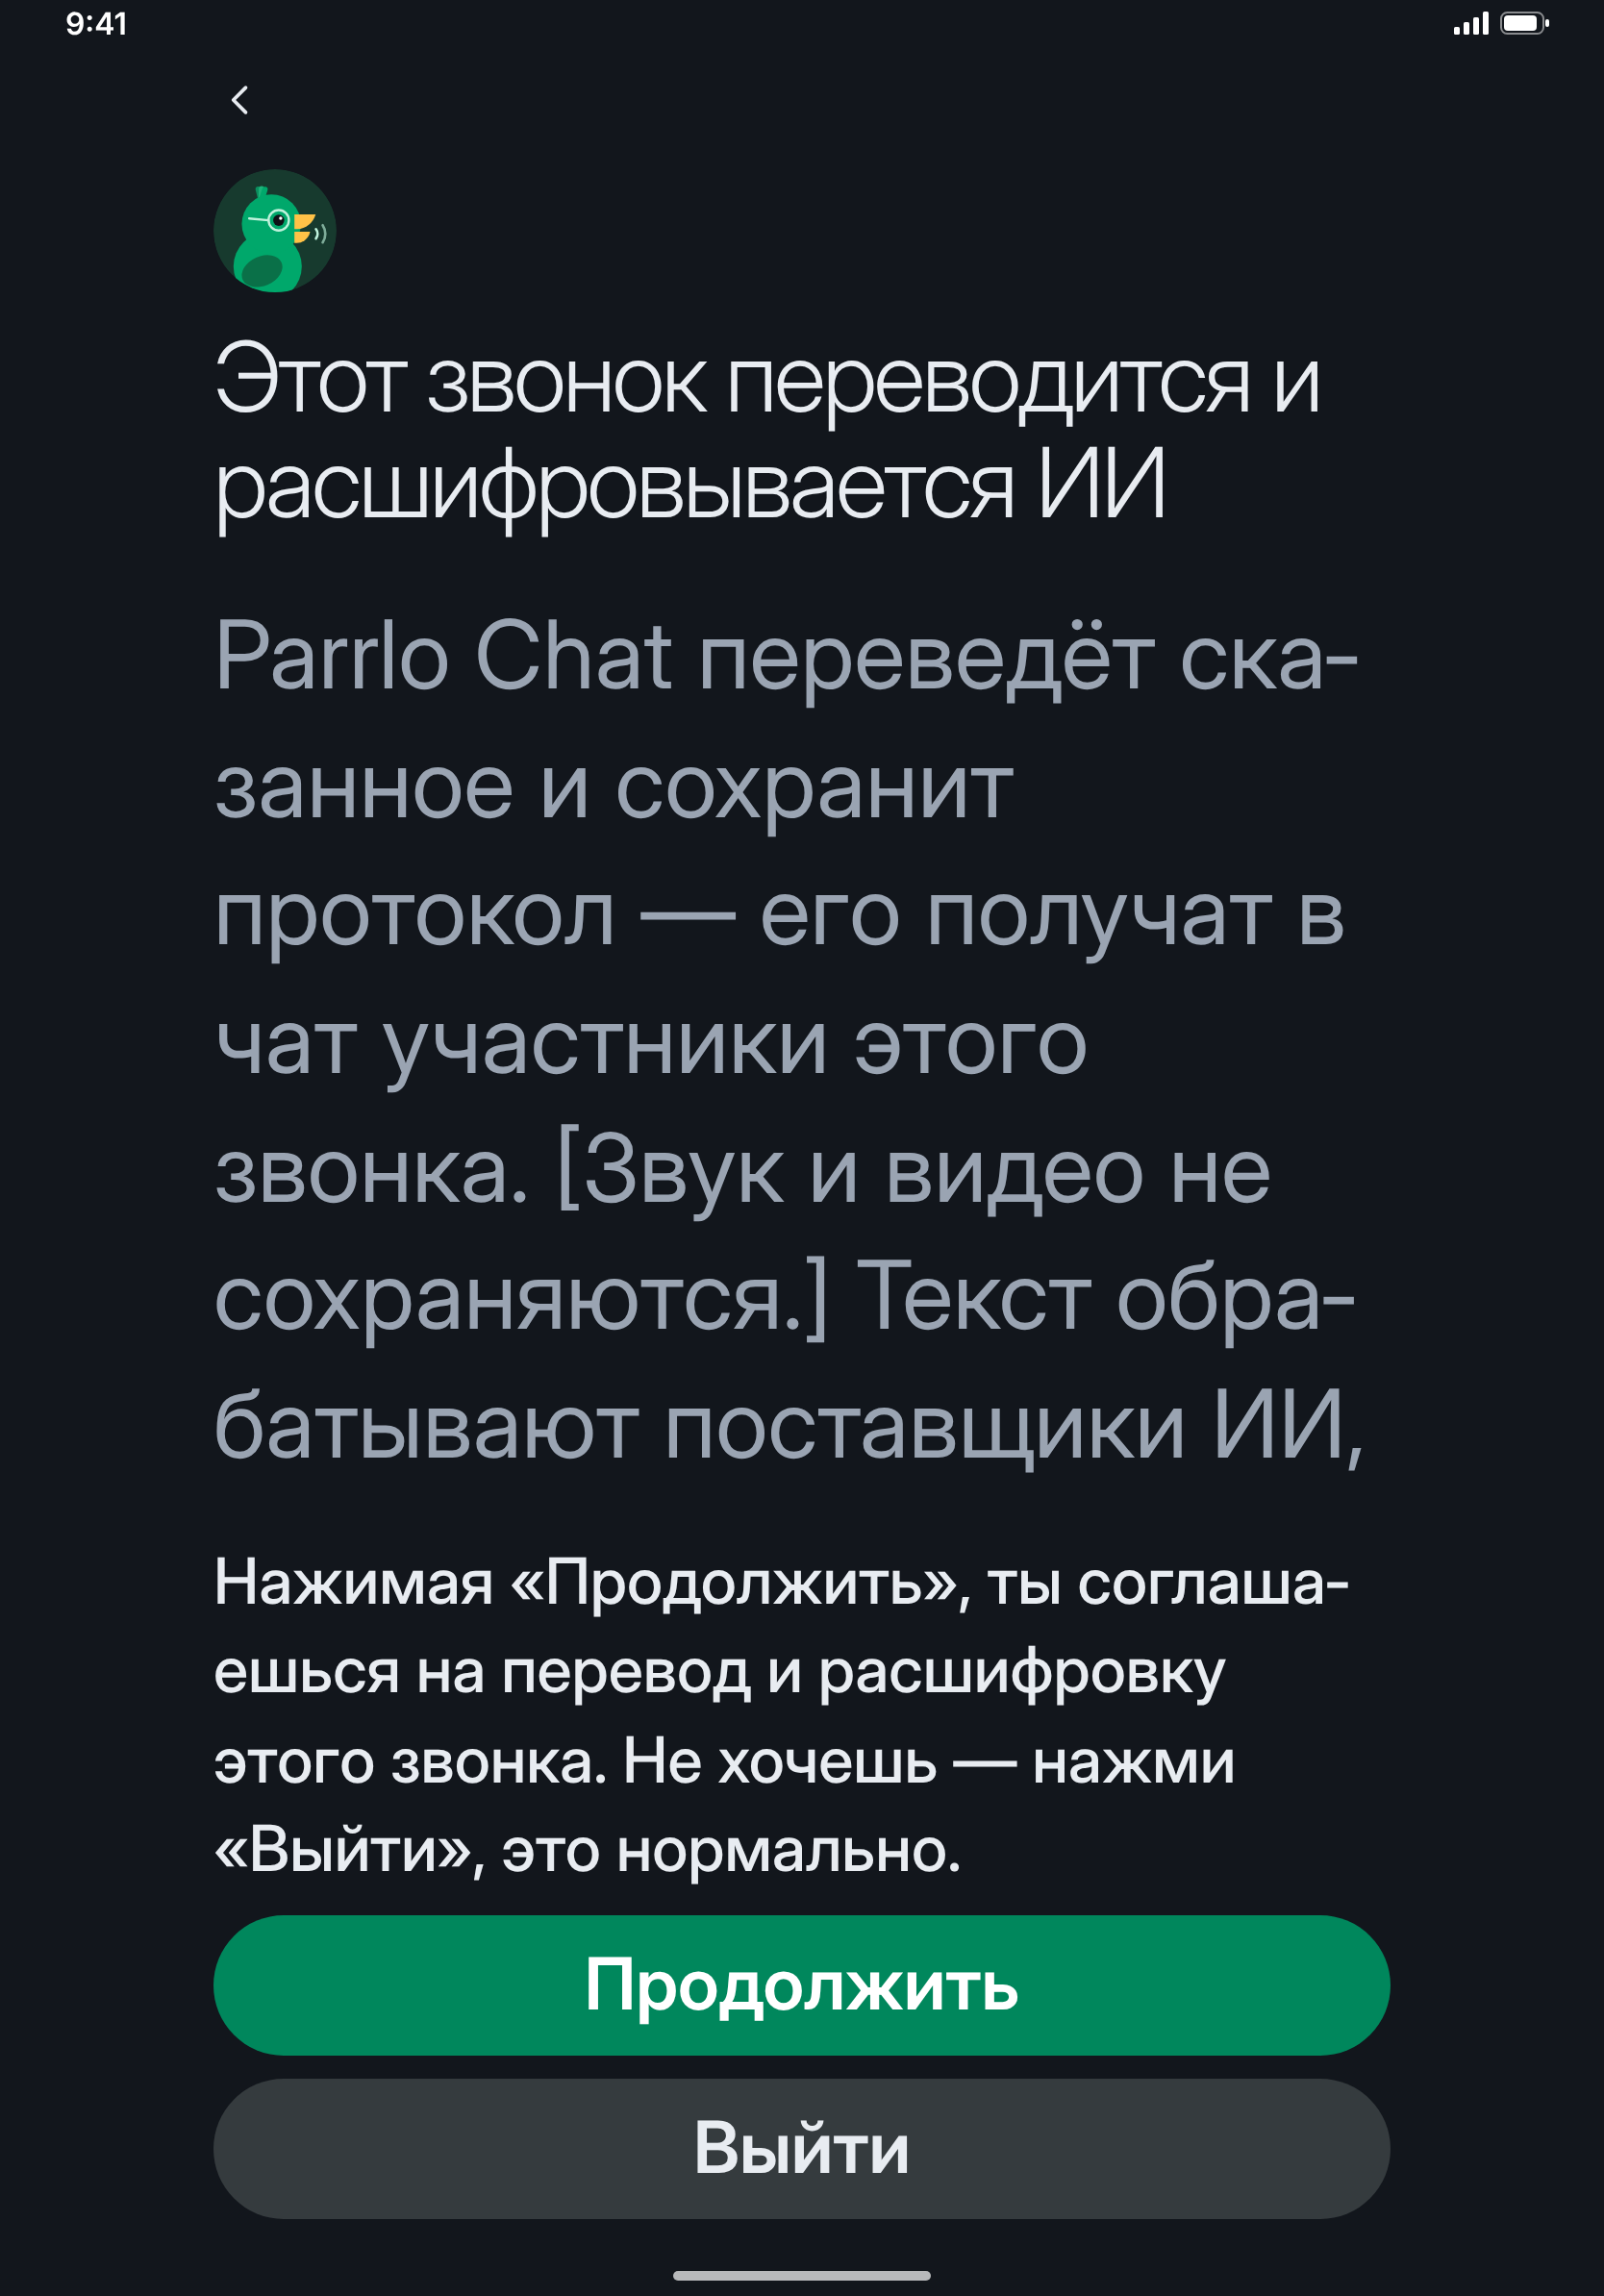 9:41
Этот звонок переводится и
расшифровывается ИИ
Parrlo Chat переведёт ска-
занное и сохранит
протокол — его получат в
чат участники этого
звонка. [Звук и видео не
сохраняются.] Текст обра-
батывают поставщики ИИ,
Нажимая «Продолжить», ты соглаша-
ешься на перевод и расшифровку
этого звонка. Не хочешь — нажми
«Выйти», это нормально.
Продолжить
Выйти